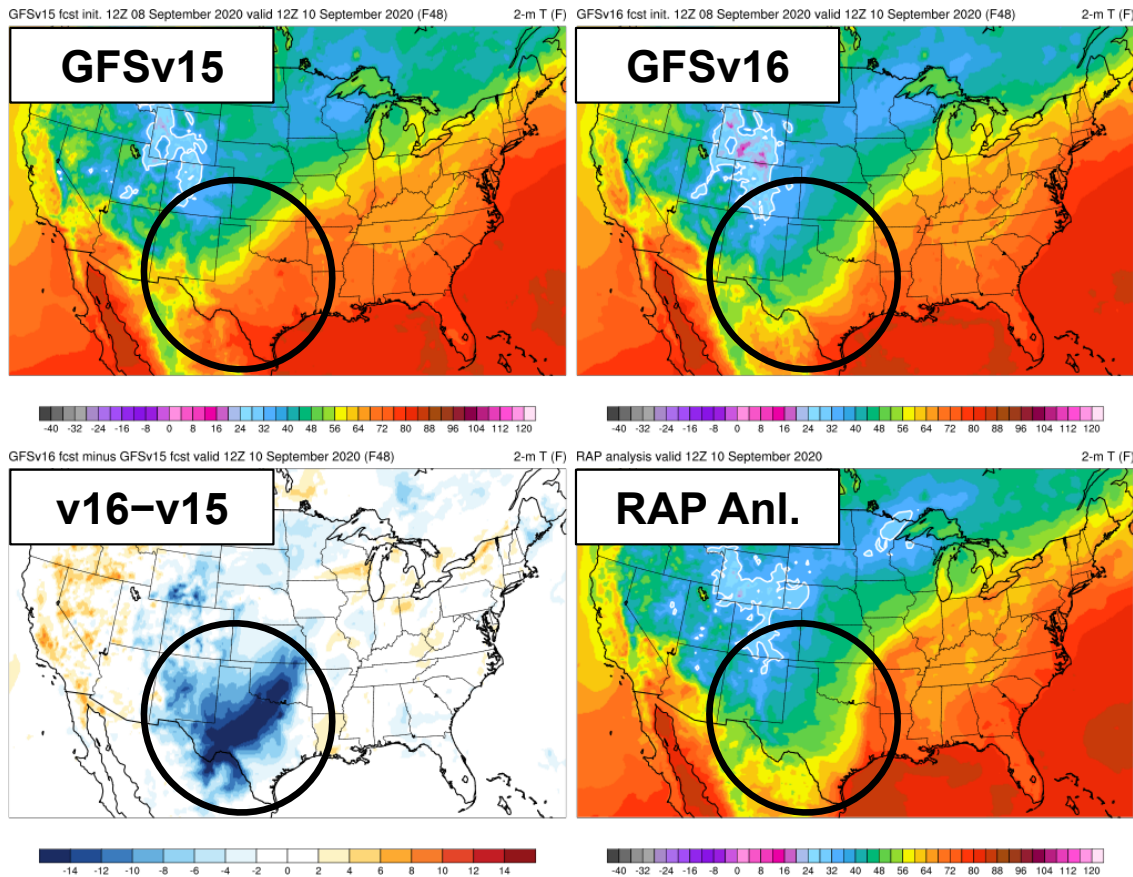 GFSv15 fcst init. 12Z 08 September 2020 valid 12Z 10 September 2020 (F48) 2-m T (F)
GFSv15
-40 -32 -24 -16 -8 0 8 16 24 32 40 48 56 64 72 80 88 96 104 112 120
GFSv16 fcst init. 12Z 08 September 2020 valid 12Z 10 September 2020 (F48) 2-m T (F)
GFSv16
-40 -32 -24 -16 -8 0 8 16 24 32 40 48 56 64 72 80 88 96 104 112 120
GFSv16 fcst minus GFSv15 fcst valid 12Z 10 September 2020 (F48) 2-m T (F)
v16−v15
-14 -12 -10 -8 -6 -4 -2 0 2 4 6 8 10 12 14
RAP analysis valid 12Z 10 September 2020 2-m T (F)
RAP Anl.
-40 -32 -24 -16 -8 0 8 16 24 32 40 48 56 64 72 80 88 96 104 112 120